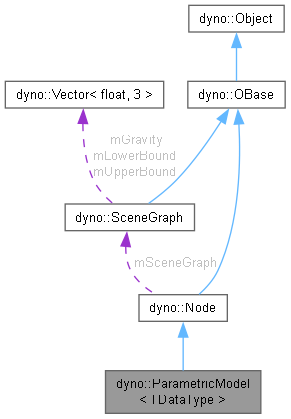 dyno::Object
dyno::Vector< float, 3 >
dyno::OBase
mGravity
mLowerBound
mUpperBound
dyno::SceneGraph
mSceneGraph
dyno::Node
dyno::ParametricModel
< TDataType >